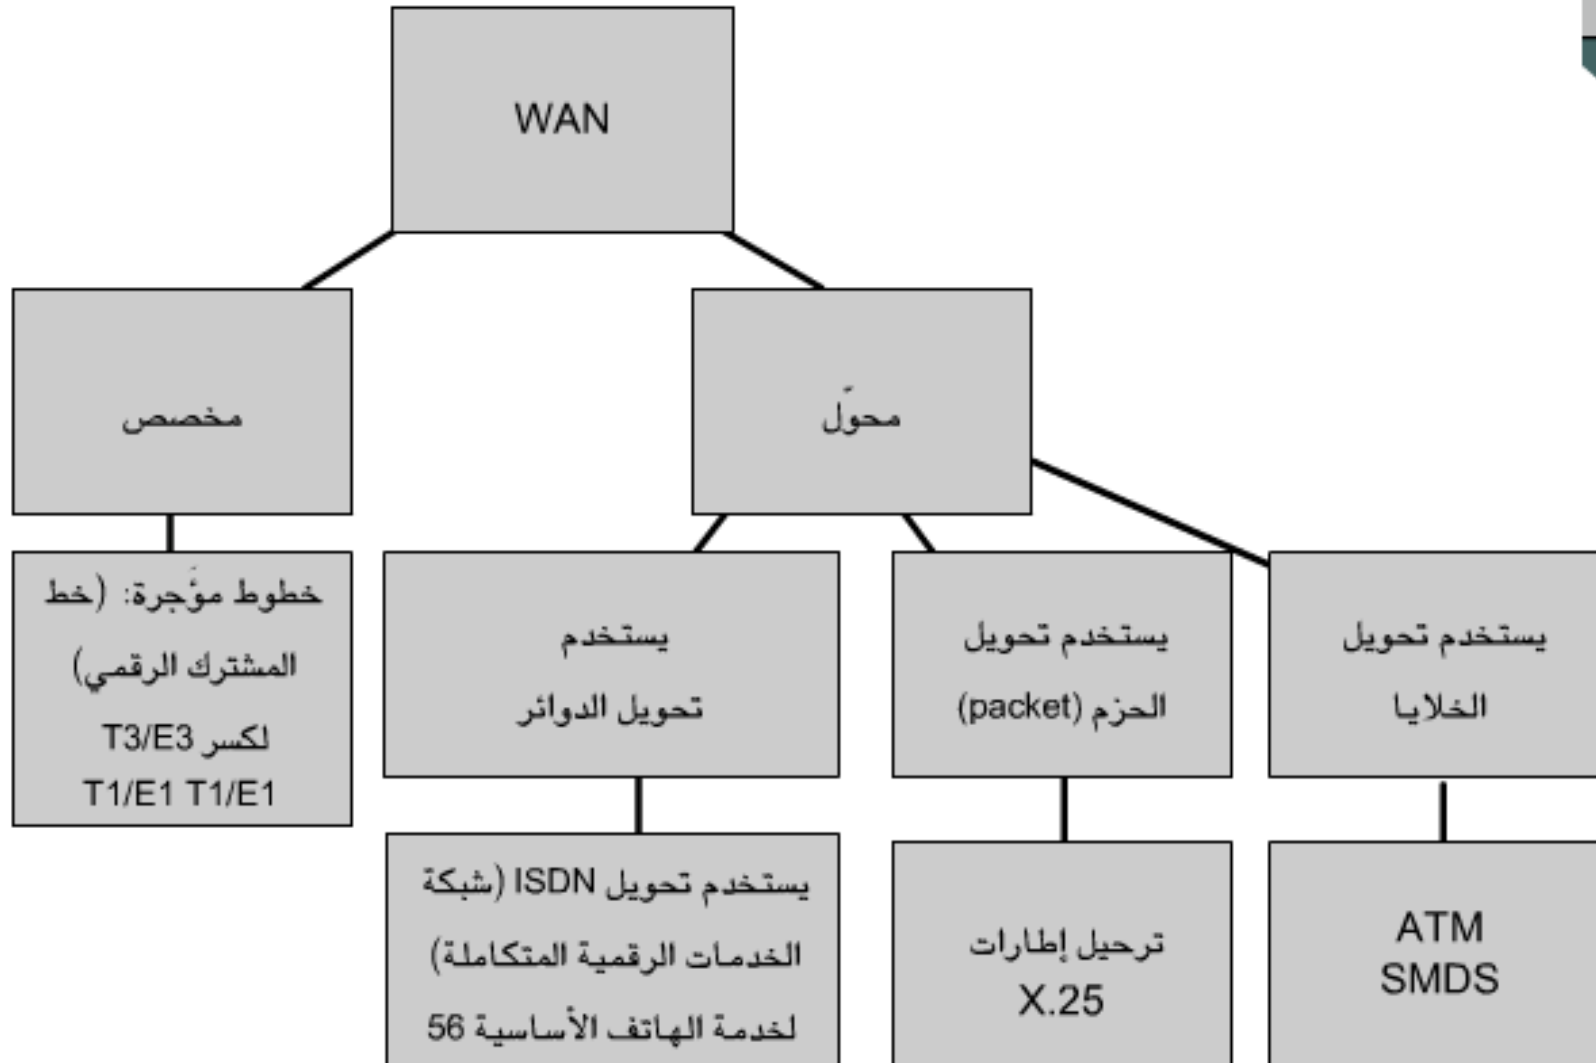 WAN
مخصص
محوّل
خطوط مؤَجرة: (خط
المشترك الرقمي)
لكسر T3/E3
T1/E1 T1/E1
يستخدم
تحويل الدوائر
يستخدم تحويل
الحزم (packet)
يستخدم تحويل
الخلايا
يستخدم تحويل ISDN (شبكة
الخدمات الرقمية المتكاملة)
لخدمة الهاتف الأساسية 56
ترحيل إطارات
X.25
ATM
SMDS